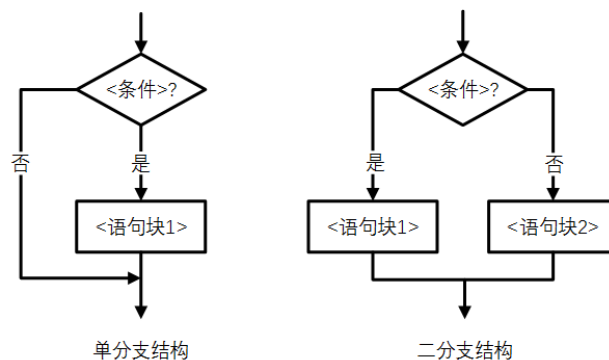 <条件>?
否
是
<语句块1>
单分支结构
<条件>?
是
否
<语句块1>
<语句块2>
二分支结构